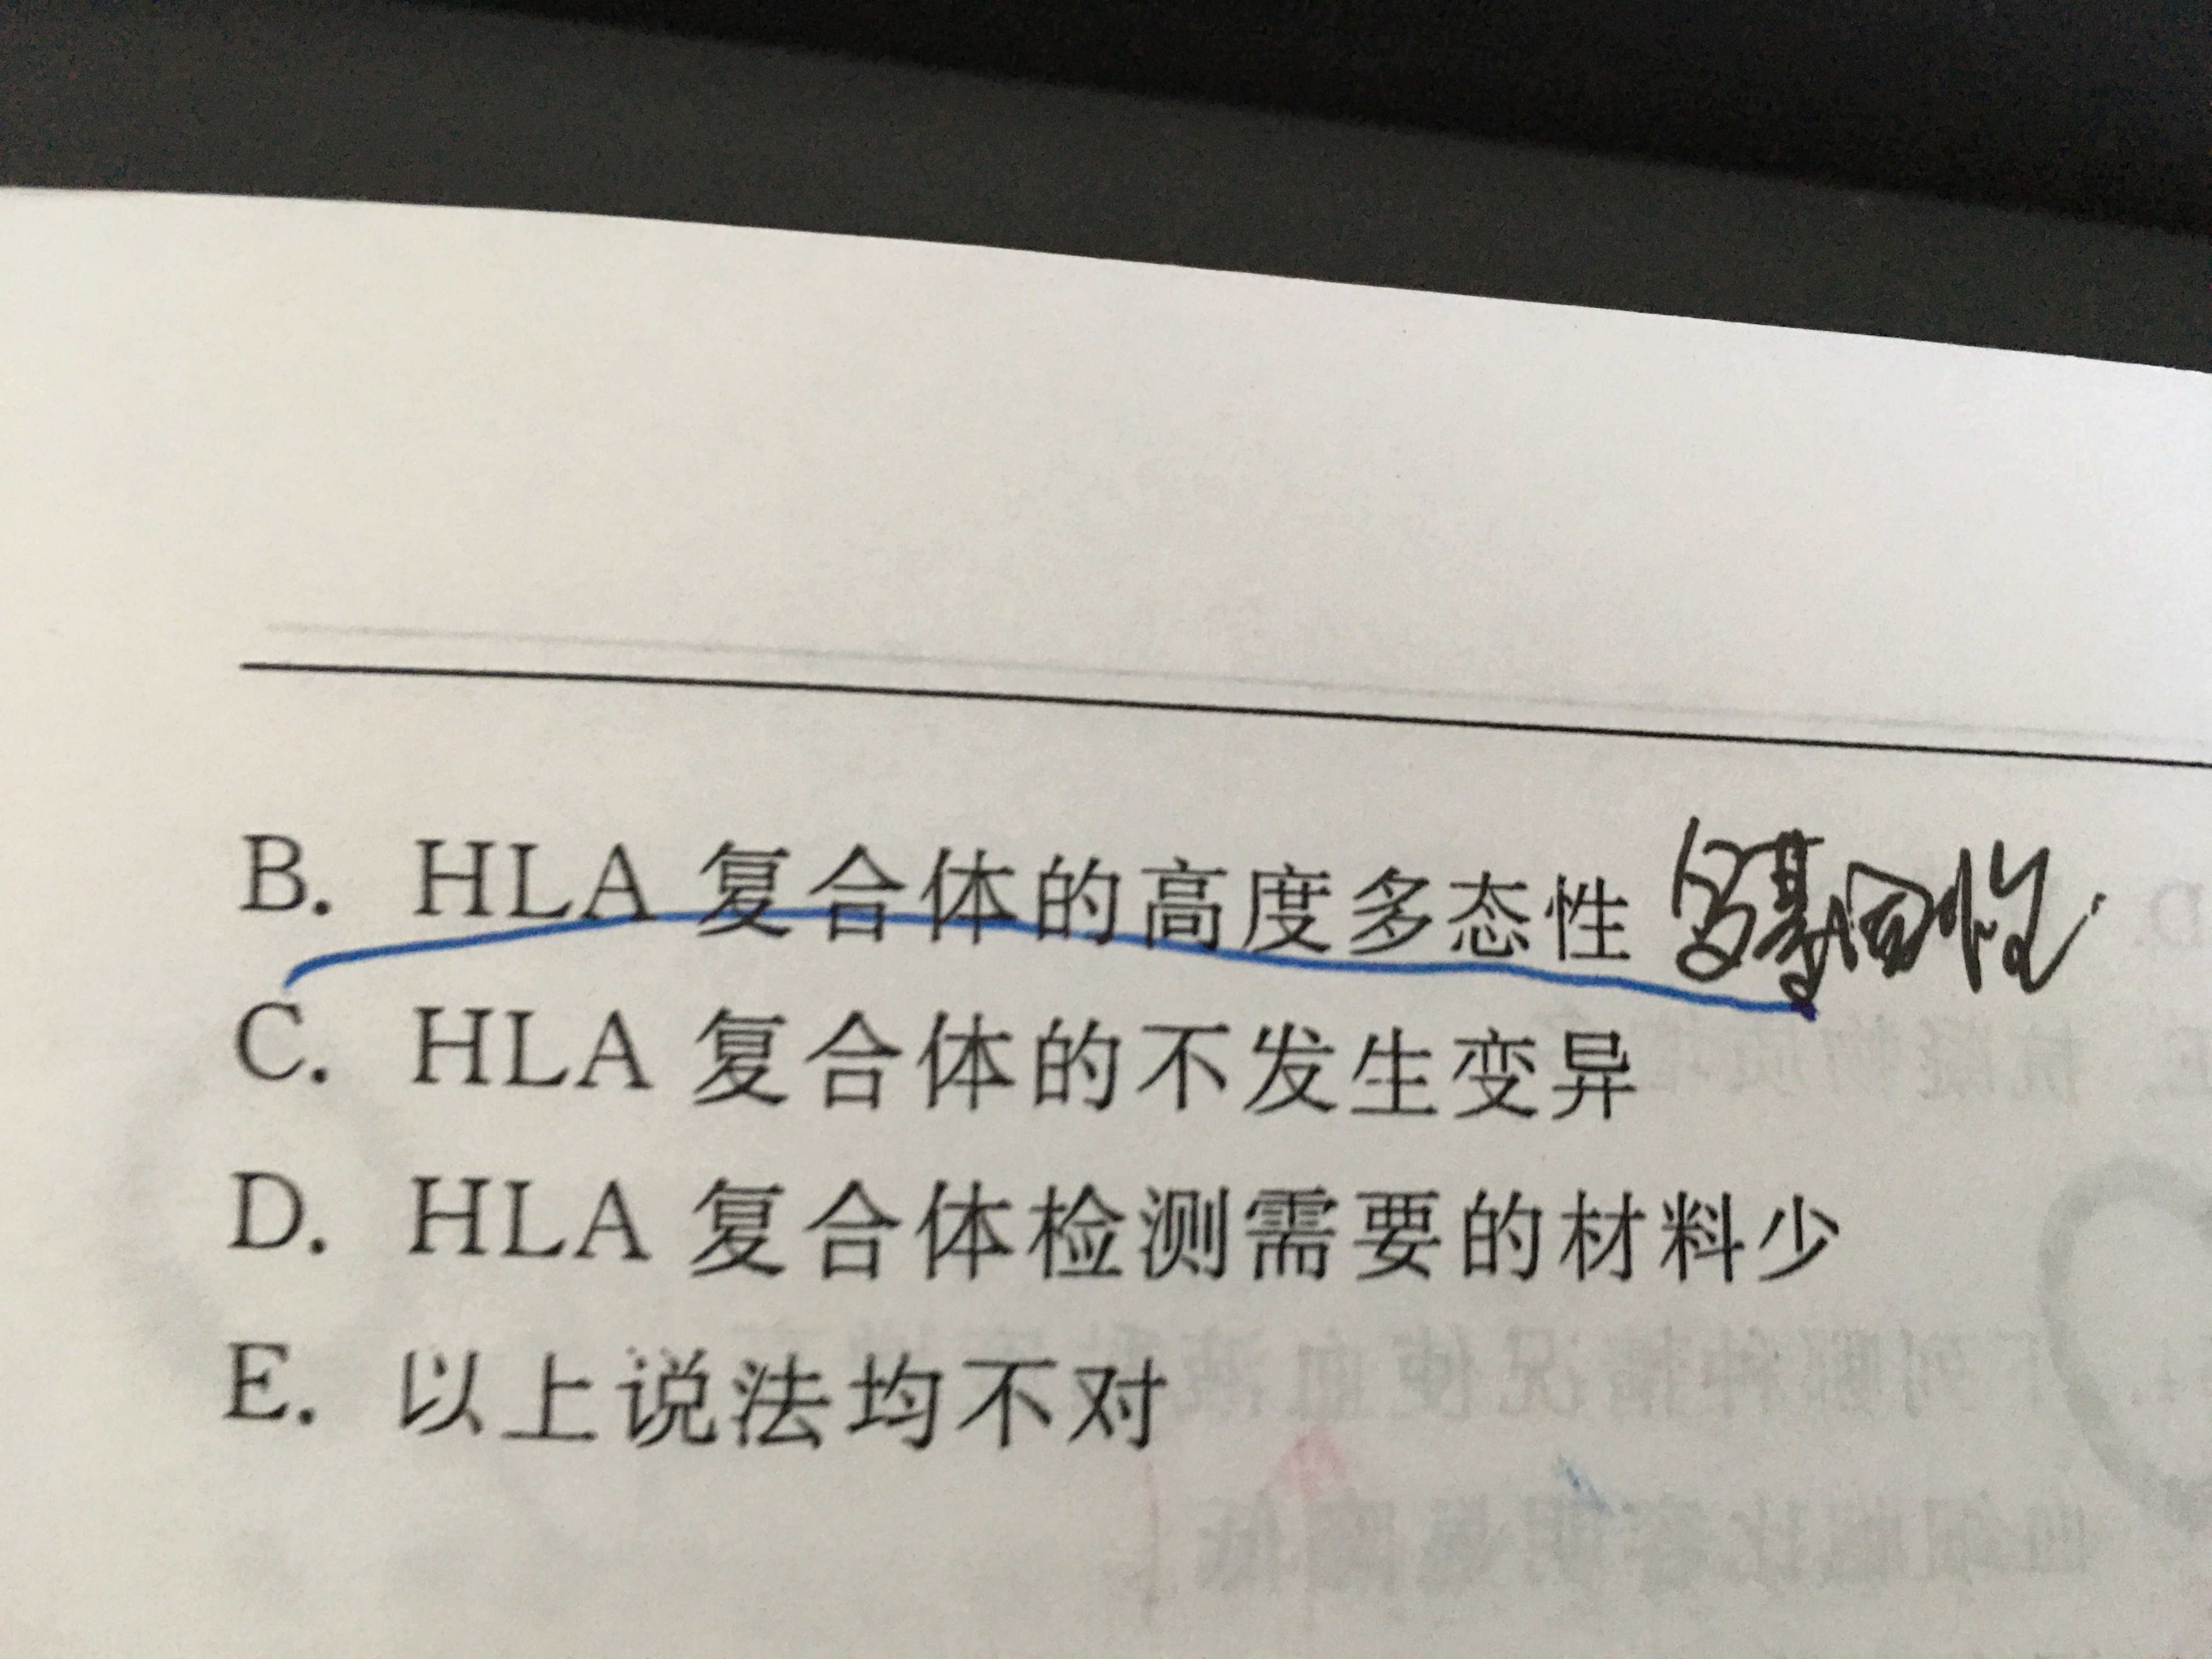 B. HLA 复合体的高度多态性
C. HLA 复合体的不发生变异
D. HLA 复合体检测需要的材料少
E. 以上说法均不对